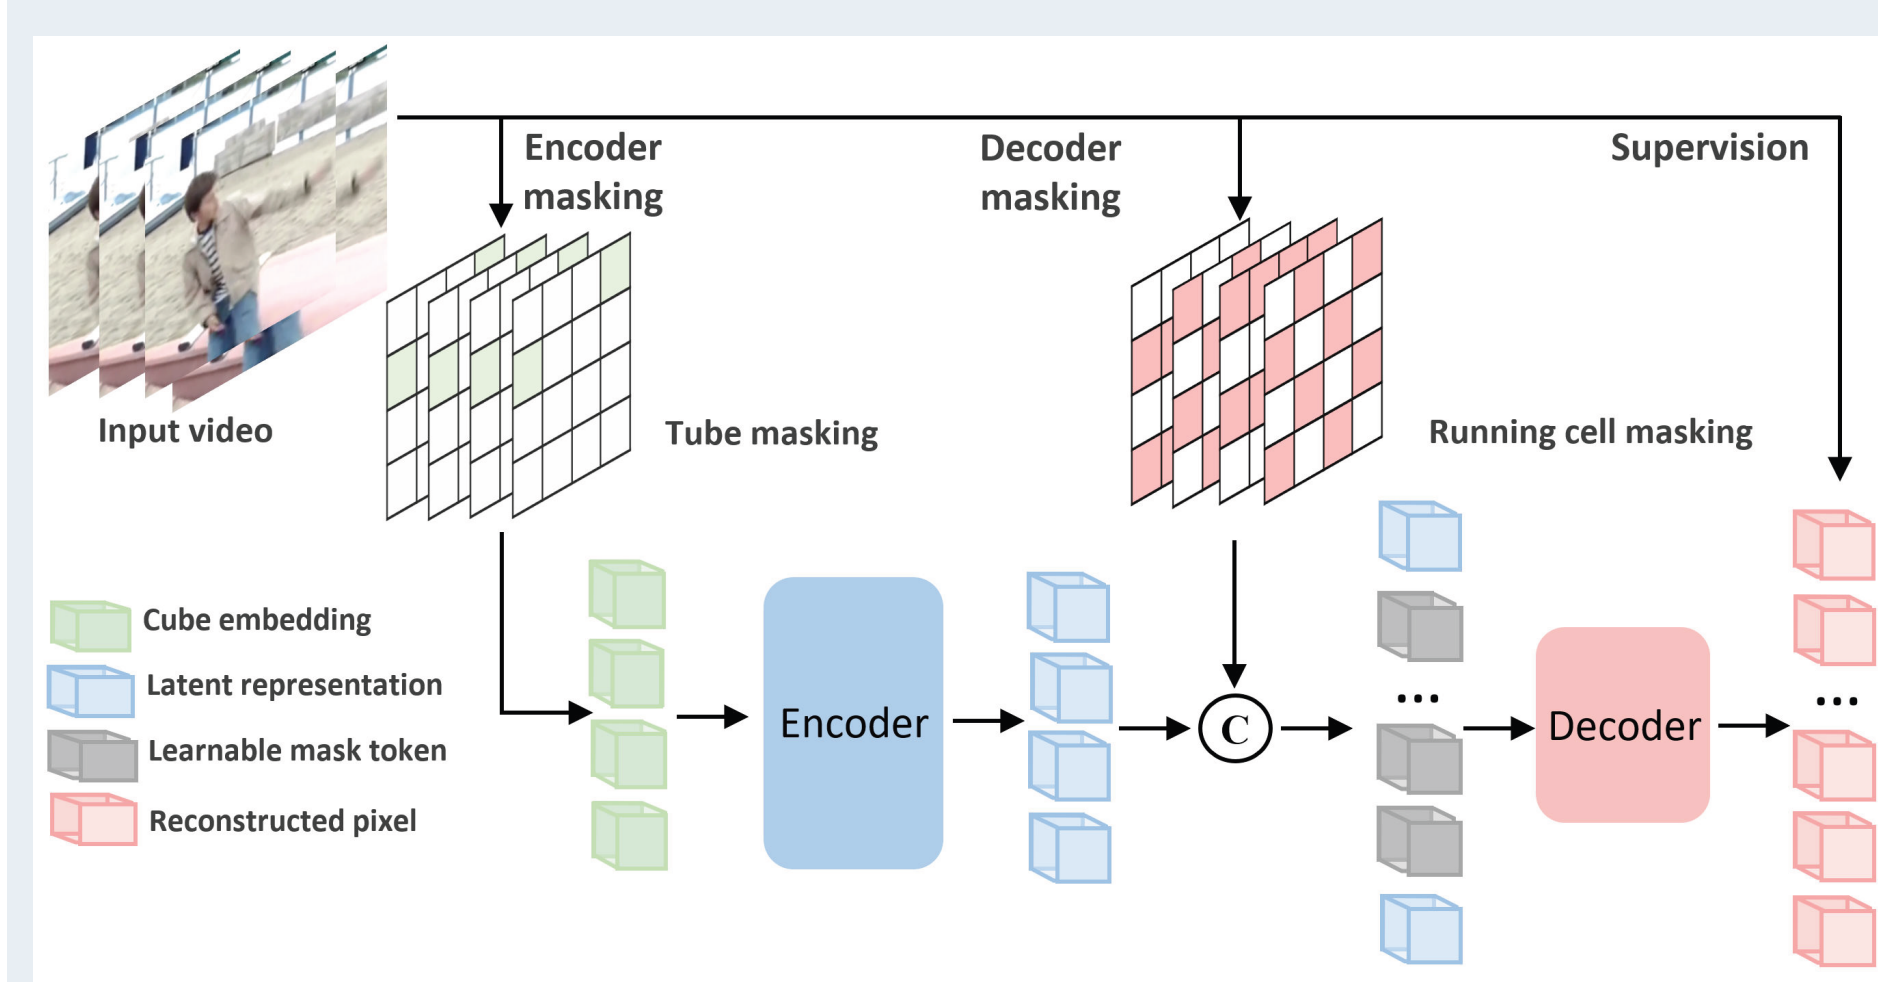 Encoder
masking
Decoder
masking
Supervision
Input video
Tube masking
Running cell masking
Cube embedding
Latent representation
Learnable mask token
Reconstructed pixel
Encoder
C
...
Decoder
...